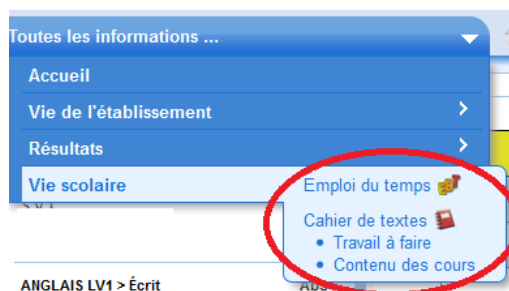 Toutes les informations ...
Accueil
Vie de l'établissement
Résultats
Vie scolaire
Emploi du temps
Cahier de textes
• Travail à faire
• Contenu des cours
ANGLAIS LV1 > Écrit